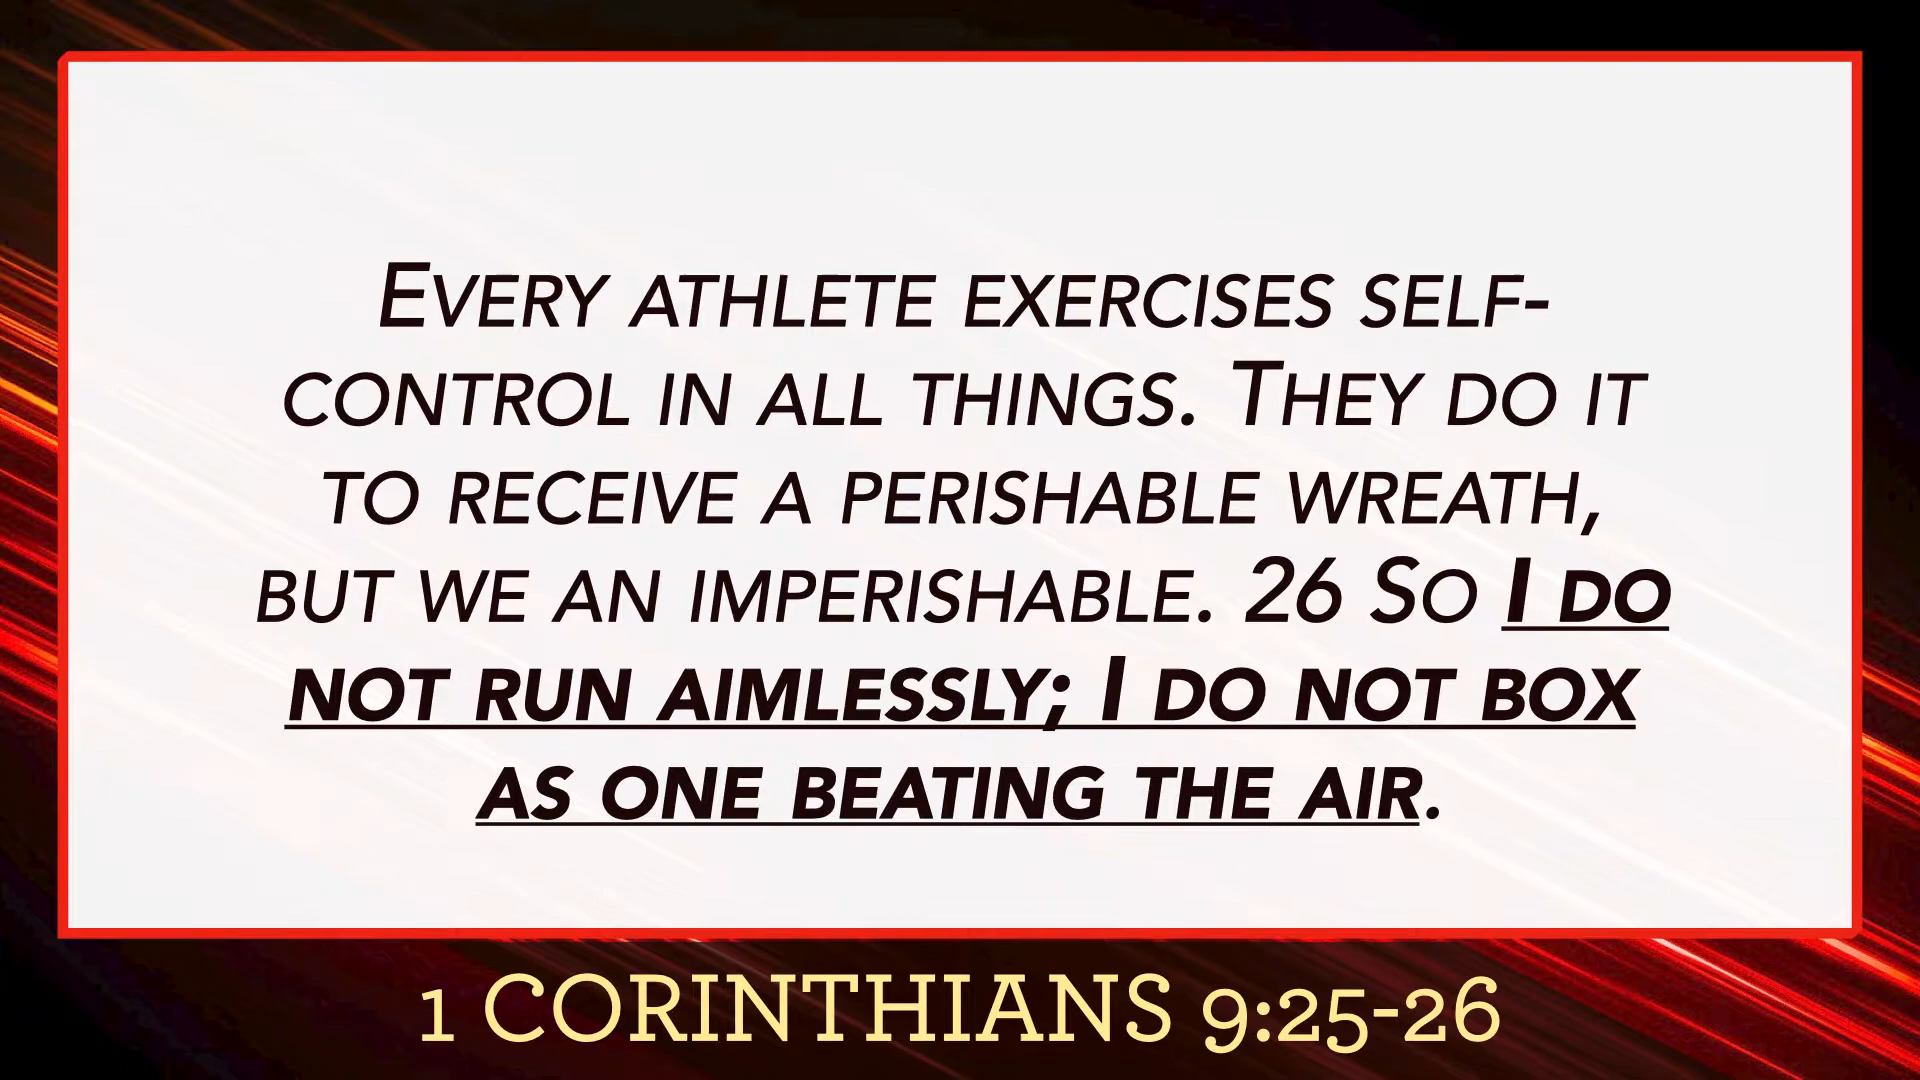 Every athlete exercises self-
control in all things. They do it
to receive a perishable wreath,
but we an imperishable. 26 So I do
not run aimlessly; I do not box
as one beating the air.
1 CORINTHIANS 9:25-26